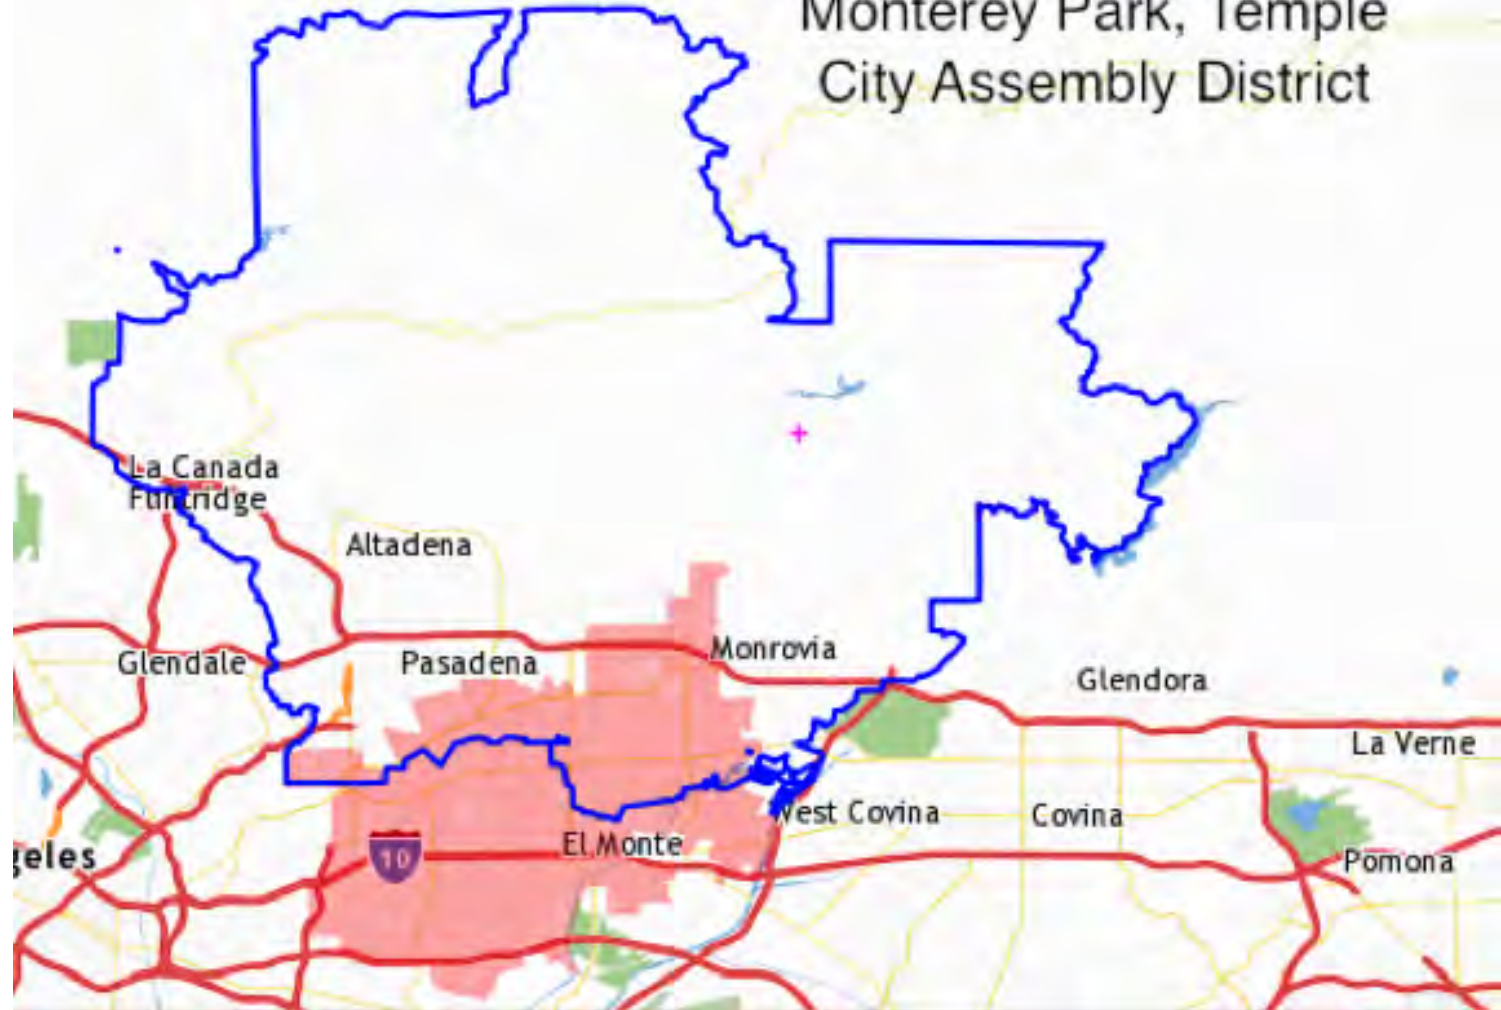 Monterey Park, Temple
City Assembly District
La Canada
Flintridge
Altadena
Monrovia
Glendale
Pasadena
Glendora
La Verne
West Covina
Covina
El Monte
geles
10
Pomona